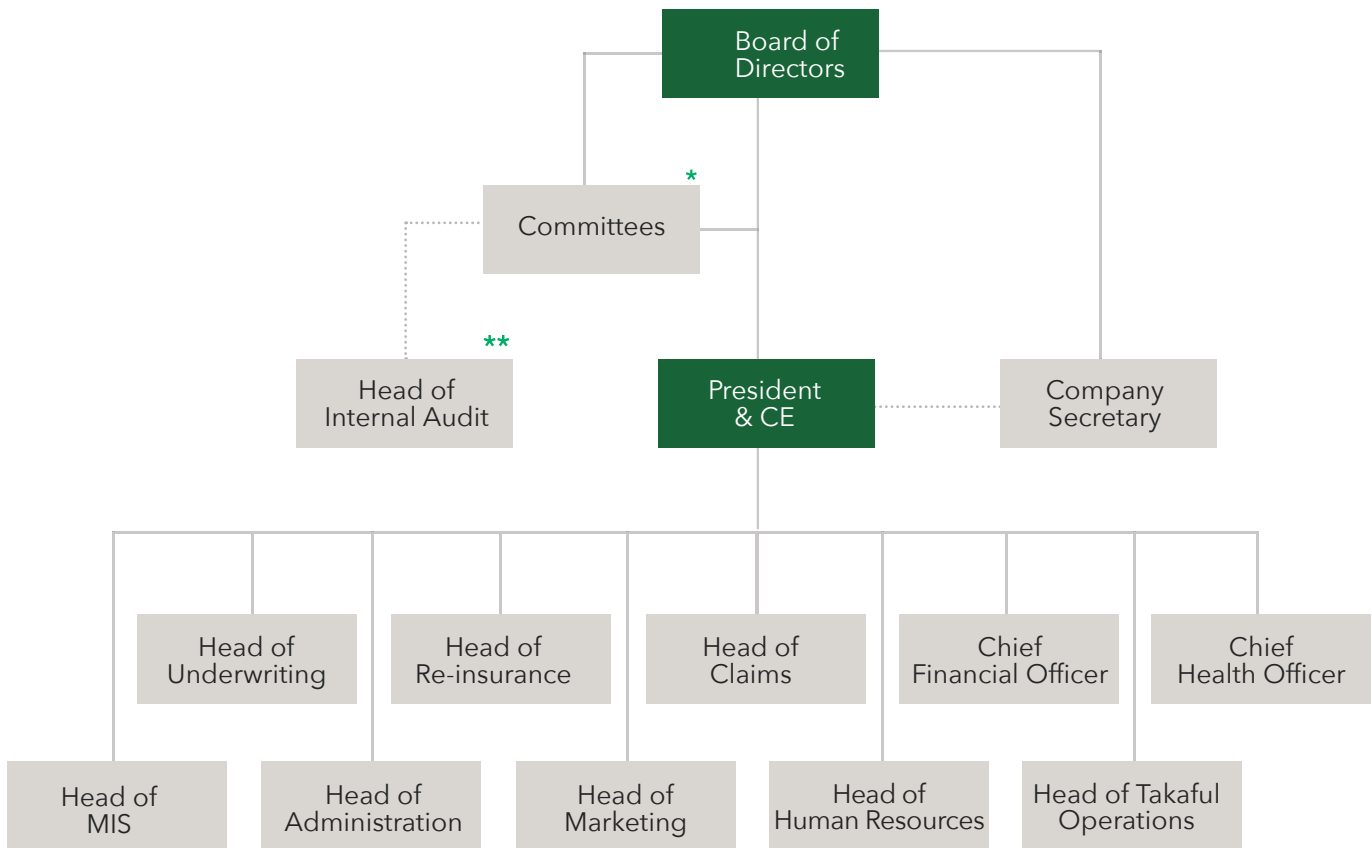 Board of
Directors
*
Committees
**
Head of
Internal Audit
President
& CE
Company
Secretary
Head of
Underwriting
Head of
Re-insurance
Head of
Claims
Chief
Financial Officer
Chief
Health Officer
Head of
MIS
Head of
Administration
Head of
Marketing
Head of
Human Resources
Head of Takaful
Operations